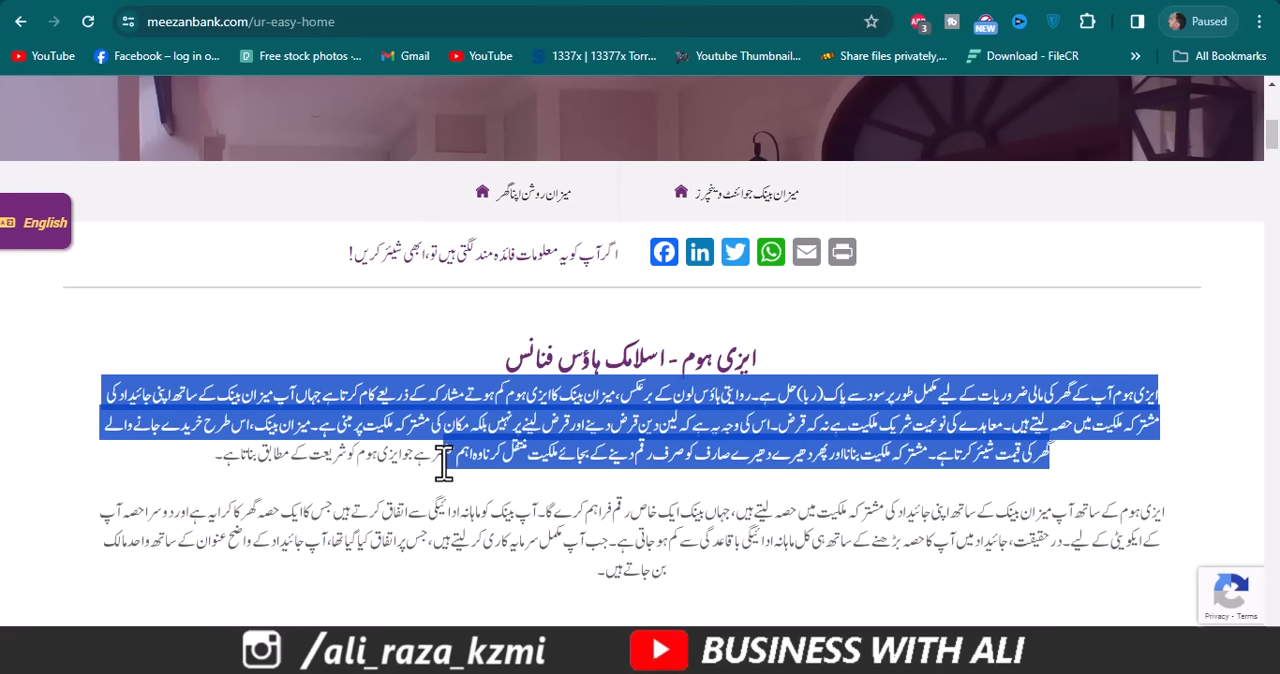 meezanbank.com/ur-easy-home
3
NEW
Paused
YouTube
Facebook – log in o...
Free stock photos -...
Gmail
YouTube
1337x | 13377x Torr...
Youtube Thumbnail...
Share files privately,...
Download - FileCR
»
All Bookmarks
میزان بینک جوائنٹ وینچرز
میزان روشن اپنا گھر
English
اگر آپ کو یہ معلومات فائدہ مند لگتی ہیں تو، ابھی شیئر کریں!
ایزی ہوم - اسلامک ہاؤس فنانس
ایزی ہوم آپ کے گھر کی مالی ضروریات کے لیے مکمل طور پر سود سے پاک (ربا) حل ہے۔ روایتی ہاؤس لون کے برعکس، میزان بینک کا ایزی ہوم کم ہوتے مشارکہ کے ذریعے کام کرتا ہے جہاں آپ میزان بینک کے ساتھ اپنی جائیداد کی
مشترکہ ملکیت میں حصہ لیتے ہیں۔ معاہدے کی نوعیت شریک ملکیت ہے نہ کہ قرض۔ اس کی وجہ یہ ہے کہ لین دین قرض دینے اور قرض لینے پر نہیں بلکہ مکان کی مشترکہ ملکیت پر مبنی ہے۔ میزان بینک، اس طرح خریدے جانے والے
گھر کی قیمت شیئر کرتا ہے۔ مشترکہ ملکیت بنانا اور پھر دھیرے دھیرے صارف کو صرف رقم دینے کے بجائے ملکیت منتقل کرنا وہ اہم ہے جو ایزی ہوم کو شریعت کے مطابق بناتا ہے۔
ایزی ہوم کے ساتھ آپ میزان بینک کے ساتھ اپنی جائیداد کی مشترکہ ملکیت میں حصہ لیتے ہیں، جہاں بینک ایک خاص رقم فراہم کرے گا۔ آپ بینک کو ماہانہ ادائیگی سے اتفاق کرتے ہیں جس کا ایک حصہ گھر کا کرایہ ہے اور دوسرا حصہ آپ
کے ایکویٹی کے لیے۔ درحقیقت، جائیداد میں آپ کا حصہ بڑھنے کے ساتھ ہی کل ماہانہ ادائیگی باقاعدگی سے کم ہو جاتی ہے۔ جب آپ مکمل سرمایہ کاری کر لیتے ہیں، جس پر اتفاق کیا گیا تھا، آپ جائیداد کے واضح عنوان کے ساتھ واحد مالک
بن جاتے ہیں۔
Privacy - Terms
/ali_raza_kzmi
BUSINESS WITH ALI